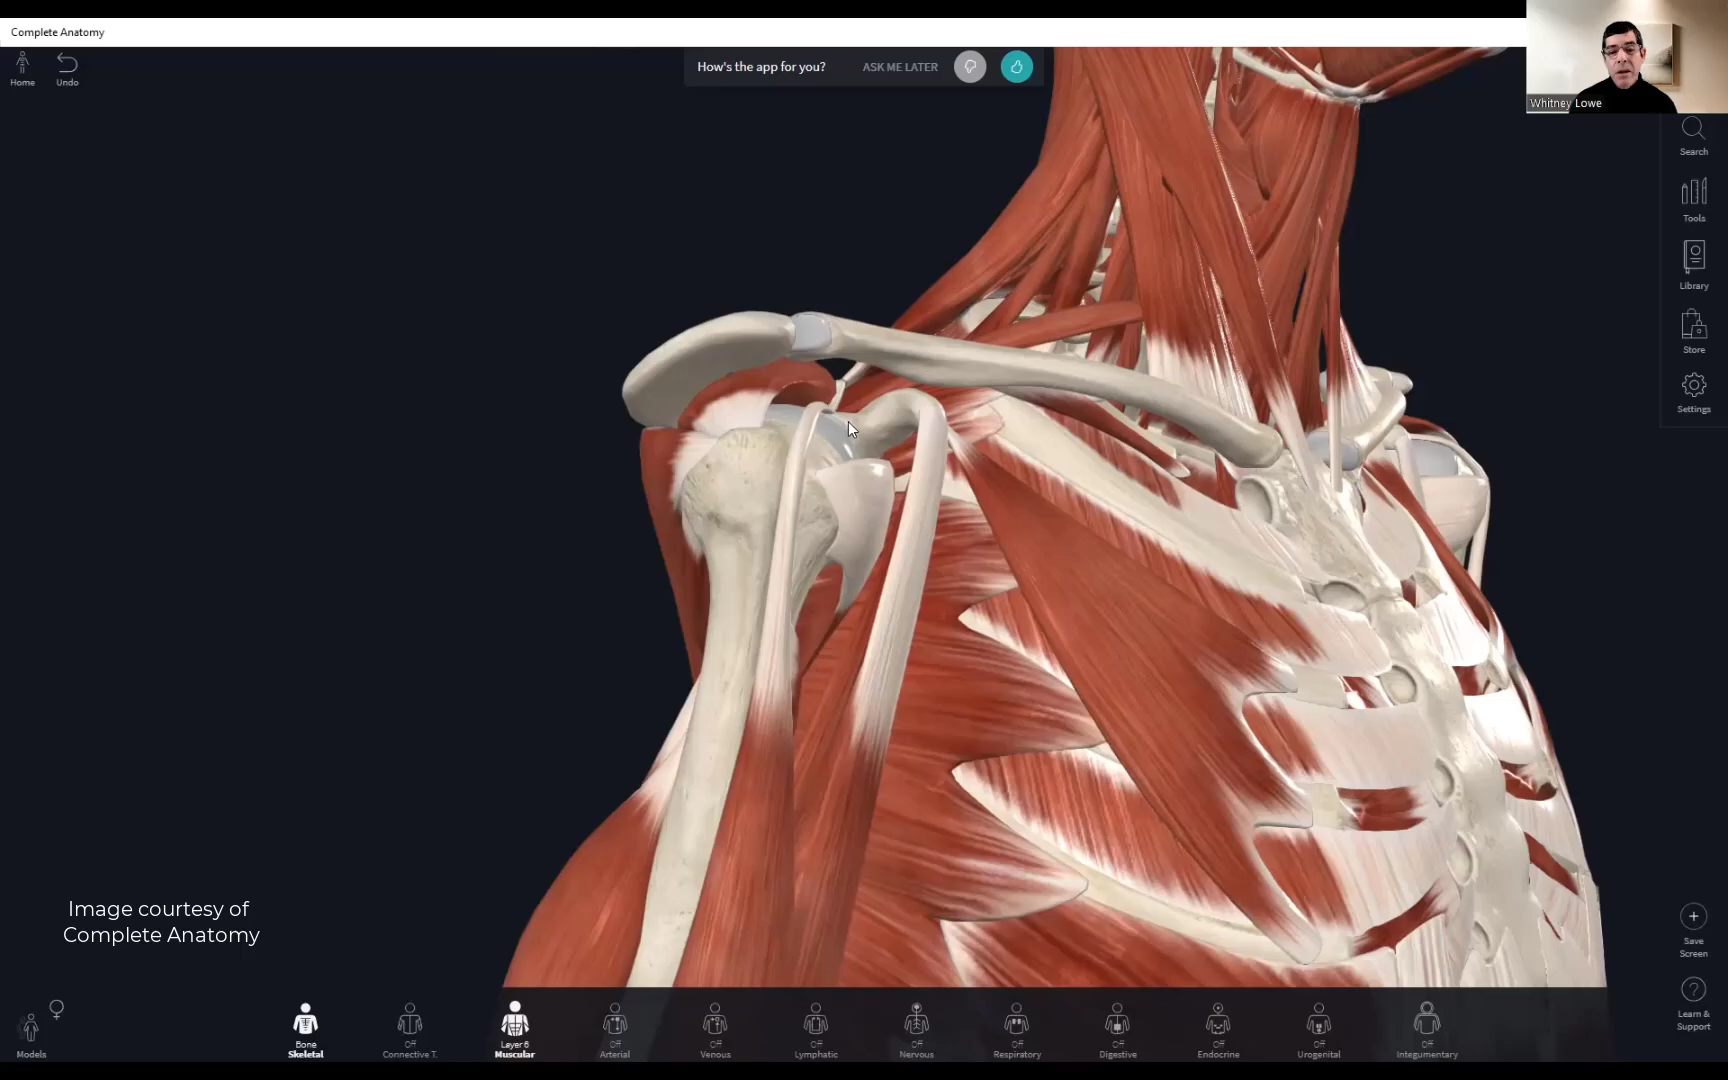 Complete Anatomy
Home
Undo
How's the app for you?
ASK ME LATER
Whitney Lowe
Search
Tools
Library
Store
Settings
Image courtesy of
Complete Anatomy
Save
Screen
Learn &
Support
Models
Bone
Skeletal
Off
Connective T.
Layer 6
Muscular
Off
Arterial
Off
Venous
Off
Lymphatic
Off
Nervous
Off
Respiratory
Off
Digestive
Off
Endocrine
Off
Urogenital
Off
Integumentary